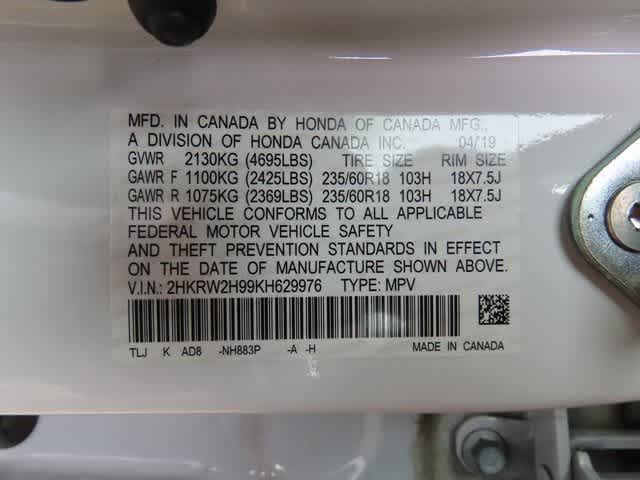 MFD. IN CANADA BY HONDA OF CANADA MFG.,
A DIVISION OF HONDA CANADA INC. 04/19
GVWR 2130KG (4695LBS) TIRE SIZE RIM SIZE
GAWR F 1100KG (2425LBS) 235/60R18 103H 18X7.5J
GAWR R 1075KG (2369LBS) 235/60R18 103H 18X7.5J
THIS VEHICLE CONFORMS TO ALL APPLICABLE
FEDERAL MOTOR VEHICLE SAFETY
AND THEFT PREVENTION STANDARDS IN EFFECT
ON THE DATE OF MANUFACTURE SHOWN ABOVE.
V.I.N.: 2HKRW2H99KH629976 TYPE: MPV
TLJ K AD8 -NH883P -A -H MADE IN CANADA